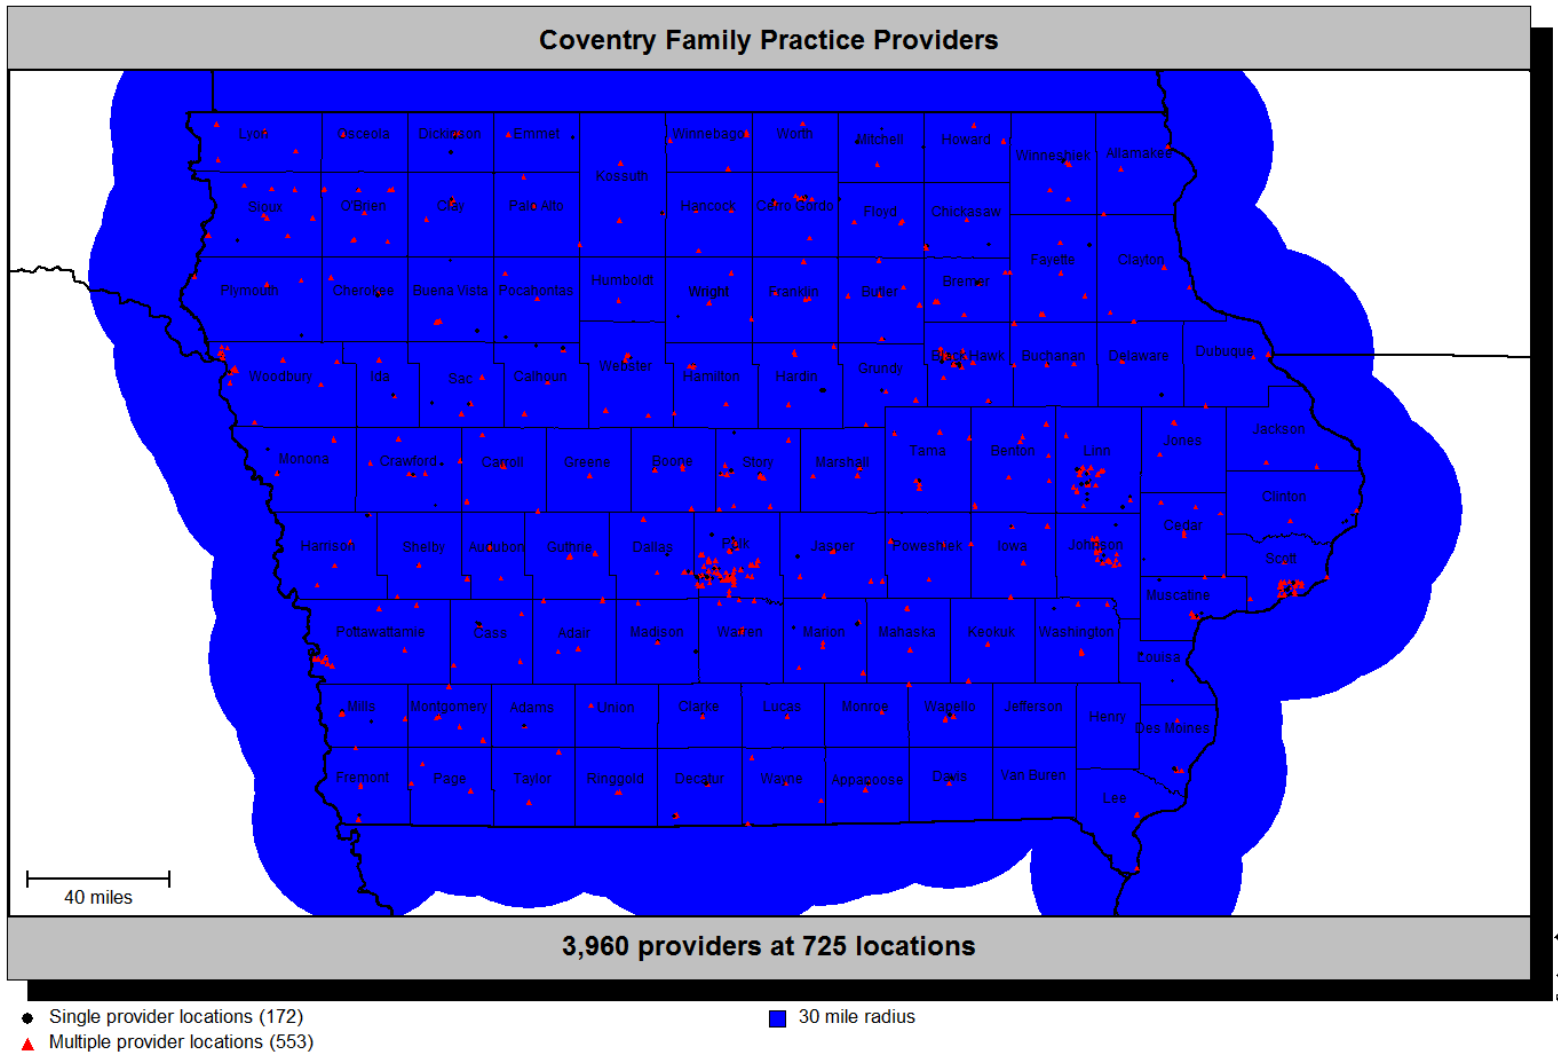 Coventry Family Practice Providers
Lyon Osceola Dickinson Emmet Winnebago Worth Mitchell Howard
Winneshiek Allamakee
Kossuth
Sioux O'Brien Clay Palo Alto Hancock Cerro Gordo Floyd Chickasaw
Fayette Clayton
Plymouth Cherokee Buena Vista Pocahontas Humboldt Wright Franklin Butler Bremer
Woodbury Ida Sac Calhoun Webster Hamilton Hardin Grundy Black Hawk Buchanan Delaware Dubuque
Monona Crawford Carroll Greene Boone Story Marshall Tama Benton Linn Jones Jackson
Clinton
Harrison Shelby Audubon Guthrie Dallas Polk Jasper Poweshiek Iowa Johnson Cedar
Scott
Muscatine
Pottawattamie Cass Adair Madison Warren Marion Mahaska Keokuk Washington
Louisa
Mills Montgomery Adams Union Clarke Lucas Monroe Wapello Jefferson Henry Des Moines
Fremont Page Taylor Ringgold Decatur Wayne Appanoose Davis Van Buren
Lee
40 miles
3,960 providers at 725 locations
Single provider locations (172)
30 mile radius
Multiple provider locations (553)